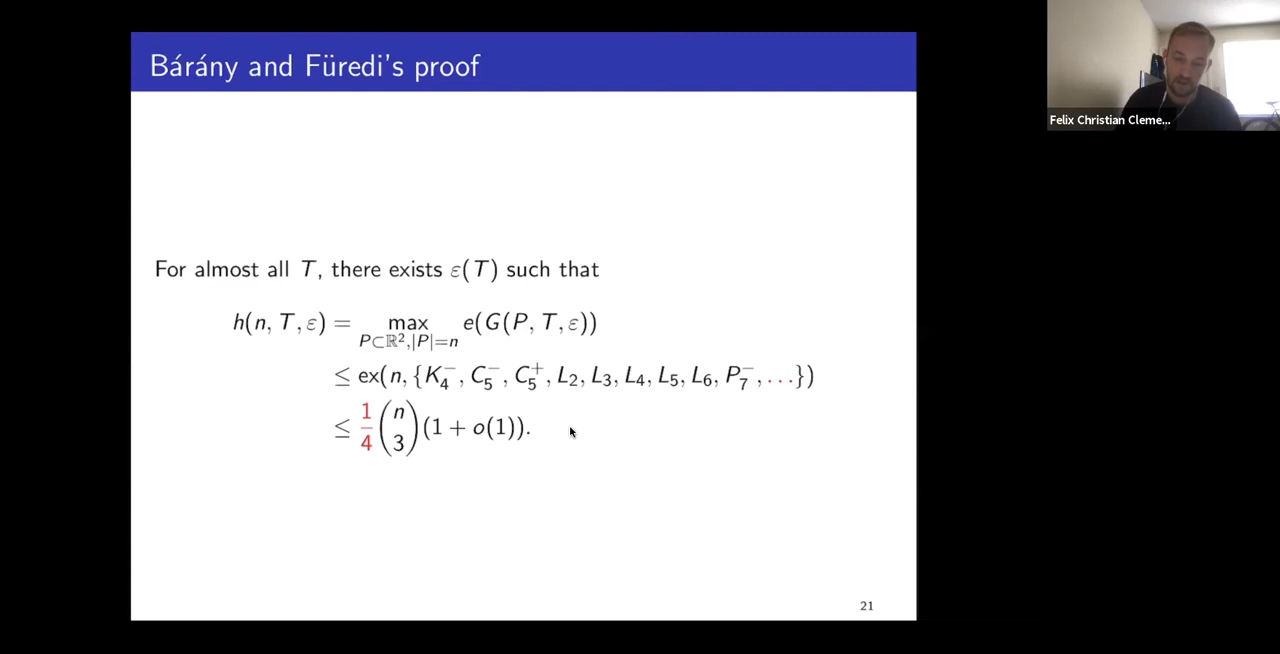 Bárány and Füredi's proof
Felix Christian Cleme...
For almost all T, there exists ε(T) such that
h(n, T, ε) = max e(G(P, T, ε))
P⊂ℝ²,|P|=n
≤ ex(n, {K₄⁻, C₅⁻, C₅⁺, L₂, L₃, L₄, L₅, L₆, P₇⁻, ...})
≤ 1/4 (n 3) (1 + o(1)).
21